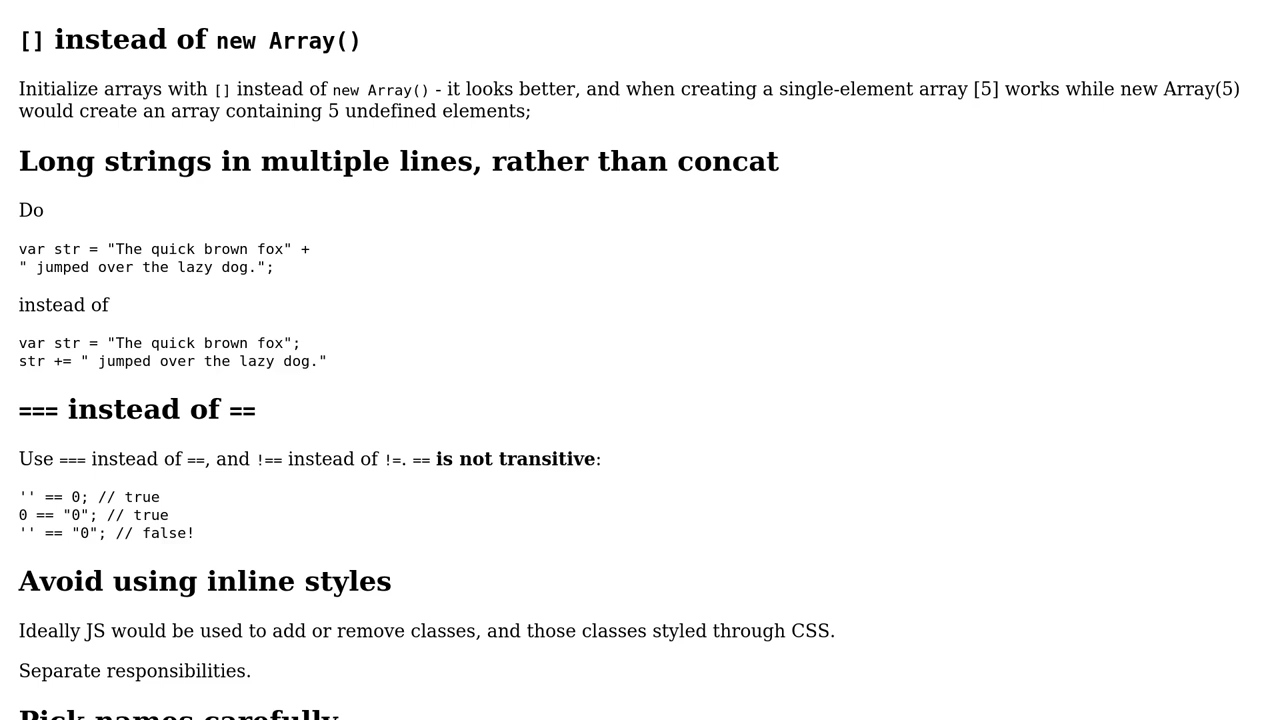 [] instead of new Array()
Initialize arrays with [] instead of new Array() - it looks better, and when creating a single-element array [5] works while new Array(5)
would create an array containing 5 undefined elements;
Long strings in multiple lines, rather than concat
Do
var str = "The quick brown fox" +
" jumped over the lazy dog.";
instead of
var str = "The quick brown fox";
str += " jumped over the lazy dog."
=== instead of ==
Use === instead of ==, and !== instead of !=. == is not transitive:
'' == 0; // true
0 == "0"; // true
'' == "0"; // false!
Avoid using inline styles
Ideally JS would be used to add or remove classes, and those classes styled through CSS.
Separate responsibilities.
Pick names carefully